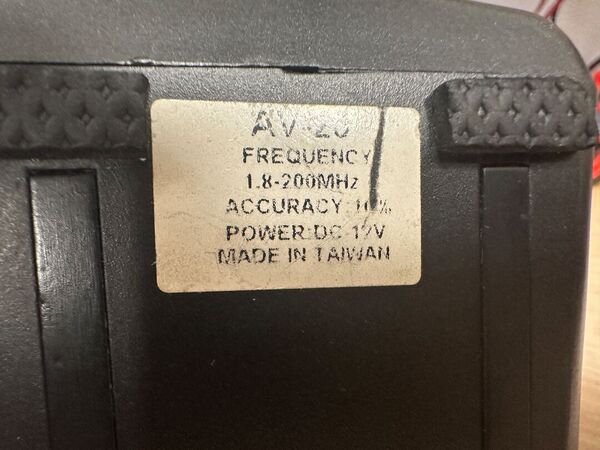 AV-20
FREQUENCY
1.8-200MHz
ACCURACY:10%
POWER:DC 12V
MADE IN TAIWAN